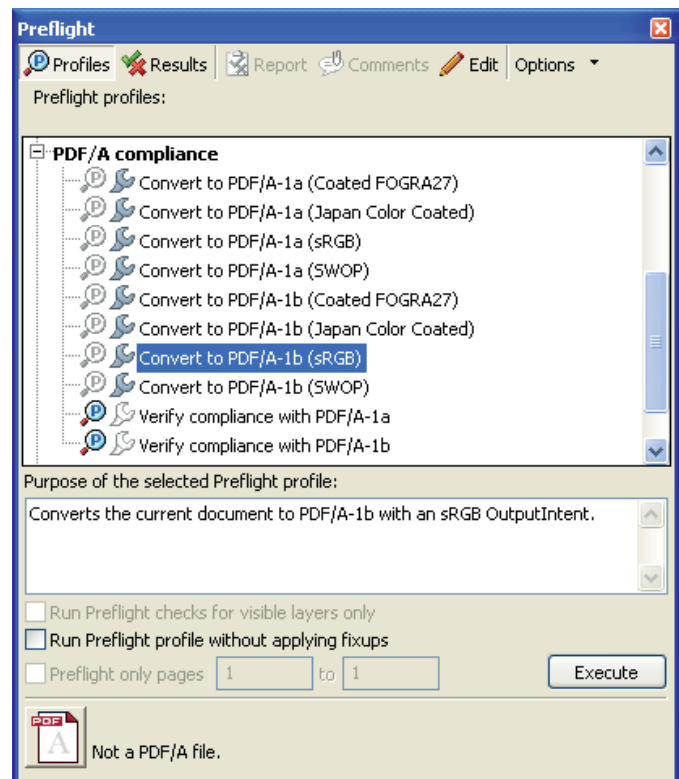 Preflight
Profiles Results Report Comments Edit Options
Preflight profiles:
PDF/A compliance
Convert to PDF/A-1a (Coated FOGRA27)
Convert to PDF/A-1a (Japan Color Coated)
Convert to PDF/A-1a (sRGB)
Convert to PDF/A-1a (SWOP)
Convert to PDF/A-1b (Coated FOGRA27)
Convert to PDF/A-1b (Japan Color Coated)
Convert to PDF/A-1b (sRGB)
Convert to PDF/A-1b (SWOP)
Verify compliance with PDF/A-1a
Verify compliance with PDF/A-1b
Purpose of the selected Preflight profile:
Converts the current document to PDF/A-1b with an sRGB OutputIntent.
Run Preflight checks for visible layers only
Run Preflight profile without applying fixups
Preflight only pages 1 to 1 Execute
PDF
A
Not a PDF/A file.